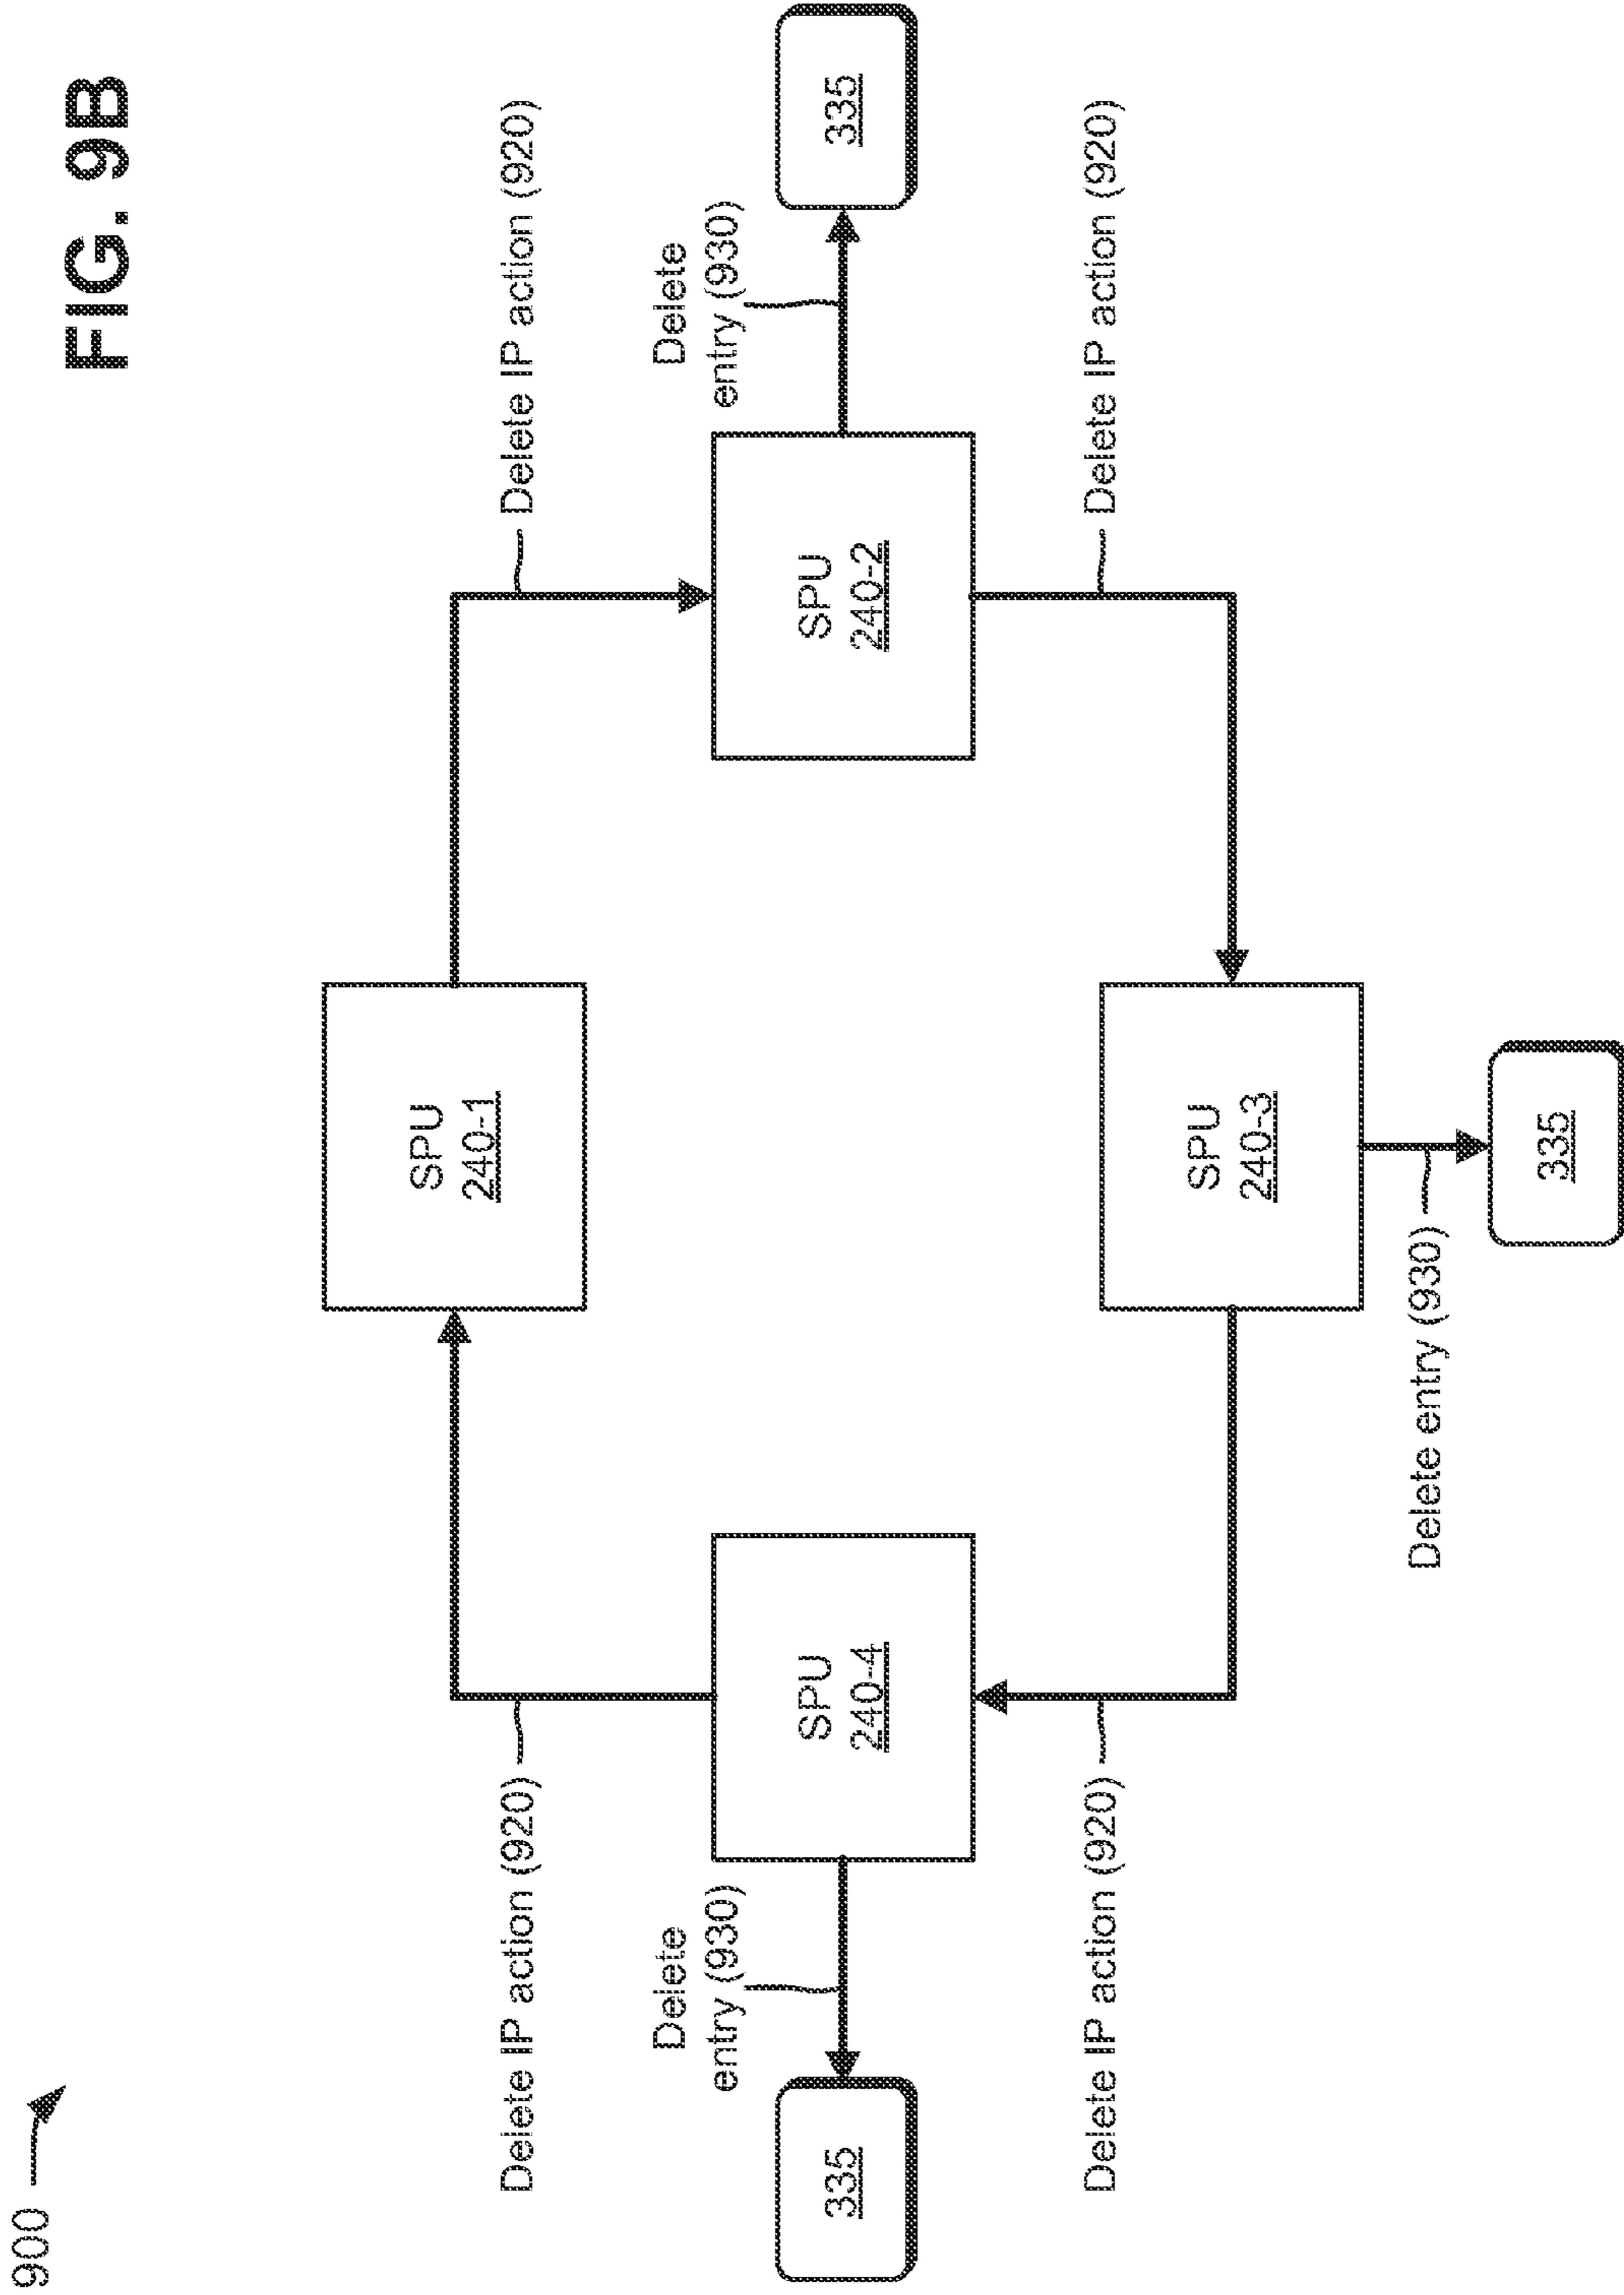 900
FIG. 9B
SPU
240-1
Delete IP action (920)
Delete IP action (920)
Delete
entry (930)
Delete
entry (930)
335
SPU
240-4
SPU
240-2
335
Delete IP action (920)
Delete IP action (920)
SPU
240-3
Delete entry (930)
335